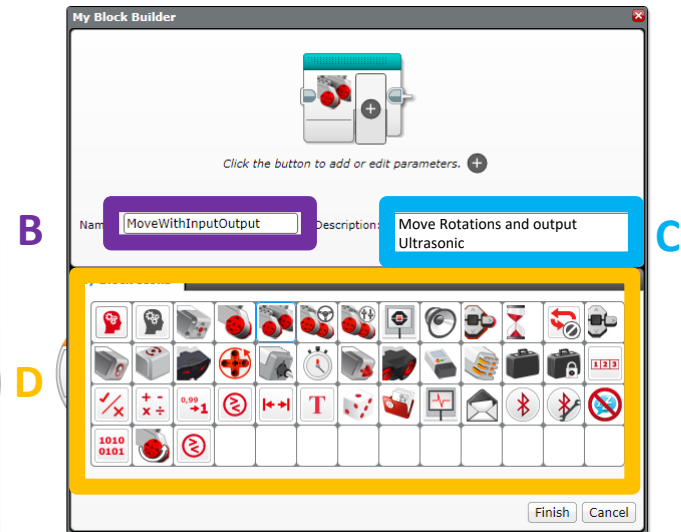 My Block Builder
Click the button to add or edit parameters.
B
Nam
MoveWithInputOutput
Description:
Move Rotations and output
Ultrasonic
C
D
1 2 3
0,99
→1
T
1010
0101
Finish
Cancel